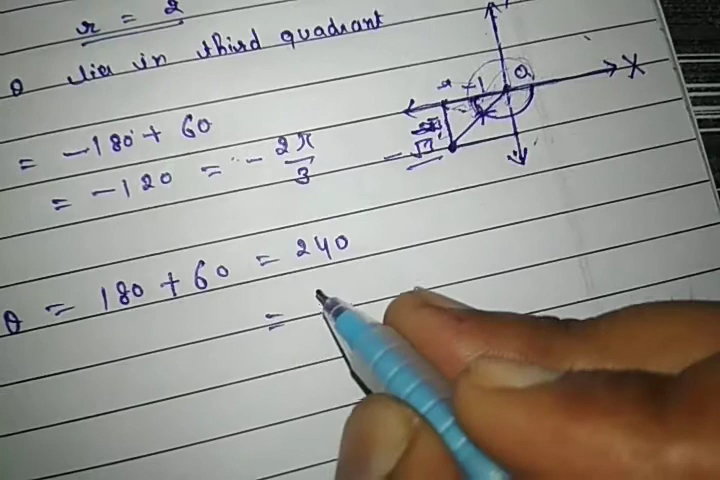 r = 2
θ lies in third quadrant
= -180° + 60
= -120 = - 2π/3
θ = 180 + 60 = 240
=
X
-1
-√3